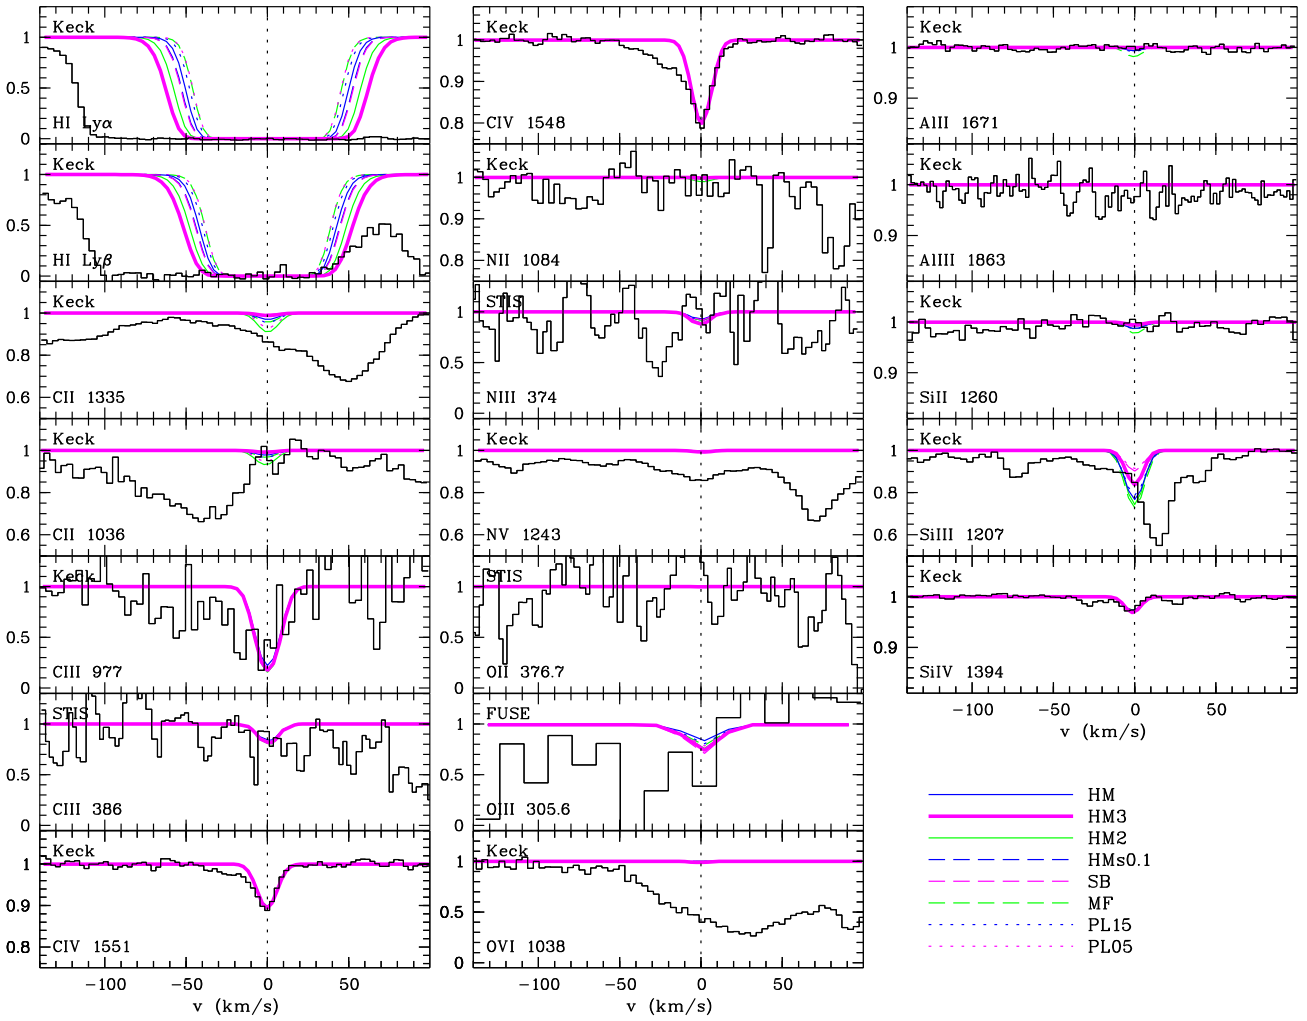 Keck
1
0.5
0
HI Lyα
Keck
1
0.5
0
HI Lyβ
Keck
1
0.8
0.6
CII 1335
Keck
1
0.8
0.6
CII 1036
Keck
1
0.5
0
CIII 977
STIS
1
0.5
0
CIII 386
Keck
1
0.9
0.8
CIV 1551
−100 −50 0 50
v (km/s)
Keck
1
0.9
0.8
CIV 1548
Keck
1
0.9
0.8
NII 1084
STIS
1
0.5
0
NIII 374
Keck
1
0.8
0.6
NV 1243
STIS
1
0.5
0
OII 376.7
FUSE
1
0.5
0
OIII 305.6
Keck
1
0.5
0
OVI 1038
−100 −50 0 50
v (km/s)
Keck
1
0.9
AlII 1671
Keck
1
0.9
AlIII 1863
Keck
1
0.9
SiII 1260
Keck
1
0.8
0.6
SiIII 1207
Keck
1
0.9
SiIV 1394
−100 −50 0 50
v (km/s)
HM
HM3
HM2
HMs0.1
SB
MF
PL15
PL05